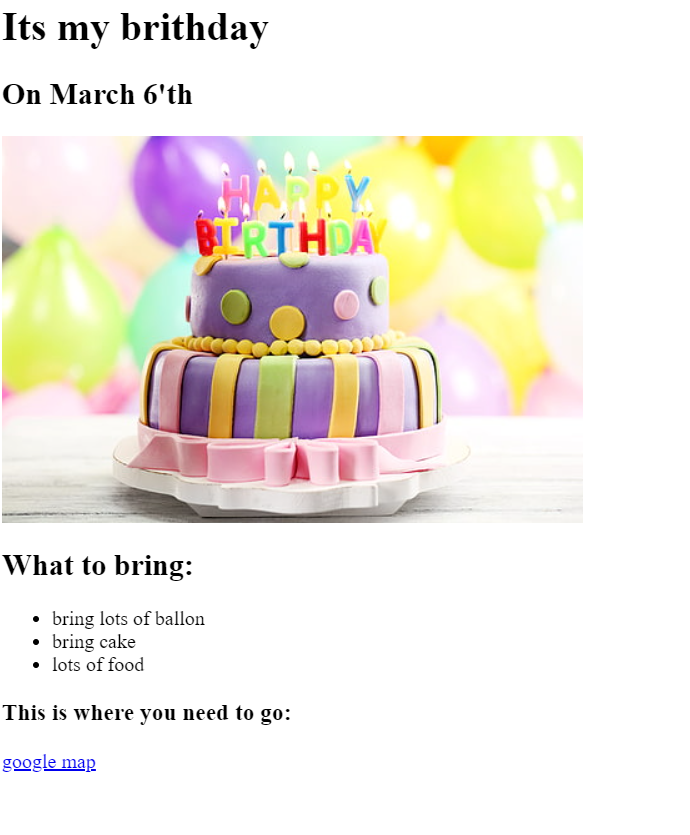 Its my brithday
On March 6'th
HAPPY
BIRTHDAY
What to bring:
bring lots of ballon
bring cake
lots of food
This is where you need to go:
google map